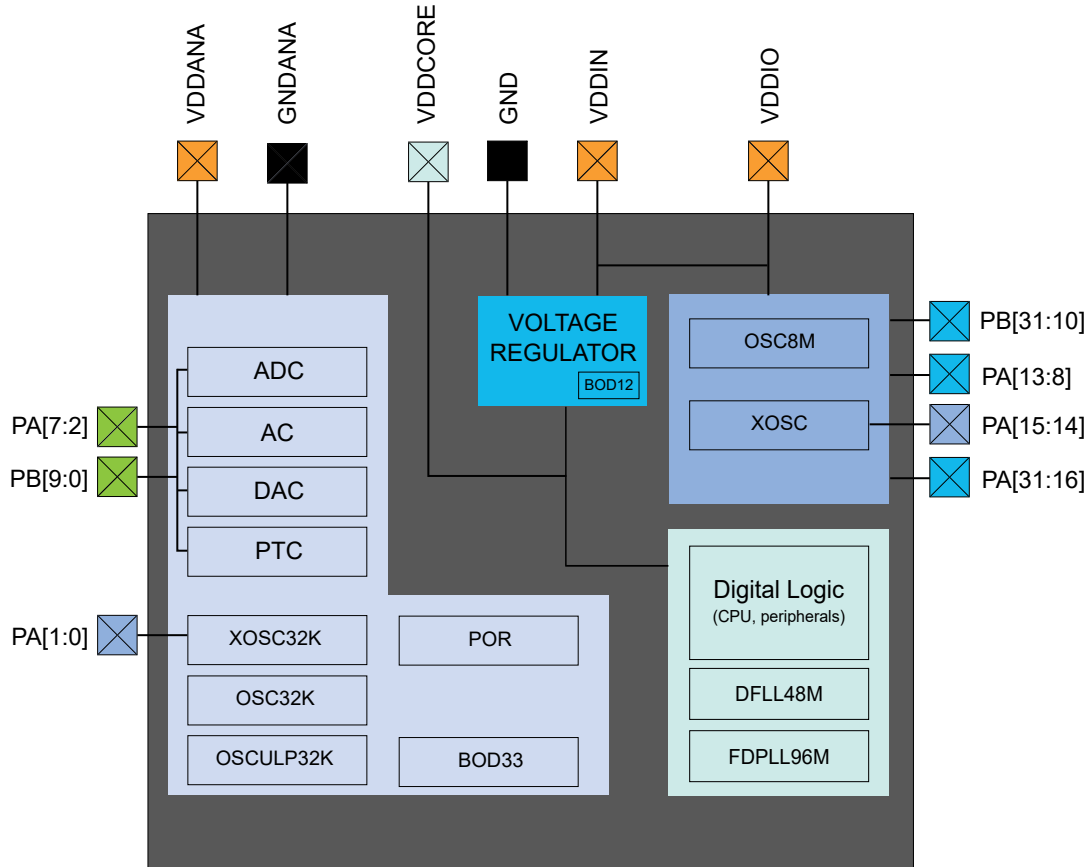 VDDANA
GNDANA
VDDCORE
GND
VDDIN
VDDIO
VOLTAGE
REGULATOR
BOD12
OSC8M
XOSC
PB[31:10]
PA[13:8]
PA[15:14]
PA[31:16]
ADC
AC
DAC
PTC
PA[7:2]
PB[9:0]
PA[1:0]
XOSC32K
POR
OSC32K
OSCULP32K
BOD33
Digital Logic
(CPU, peripherals)
DFLL48M
FDPLL96M